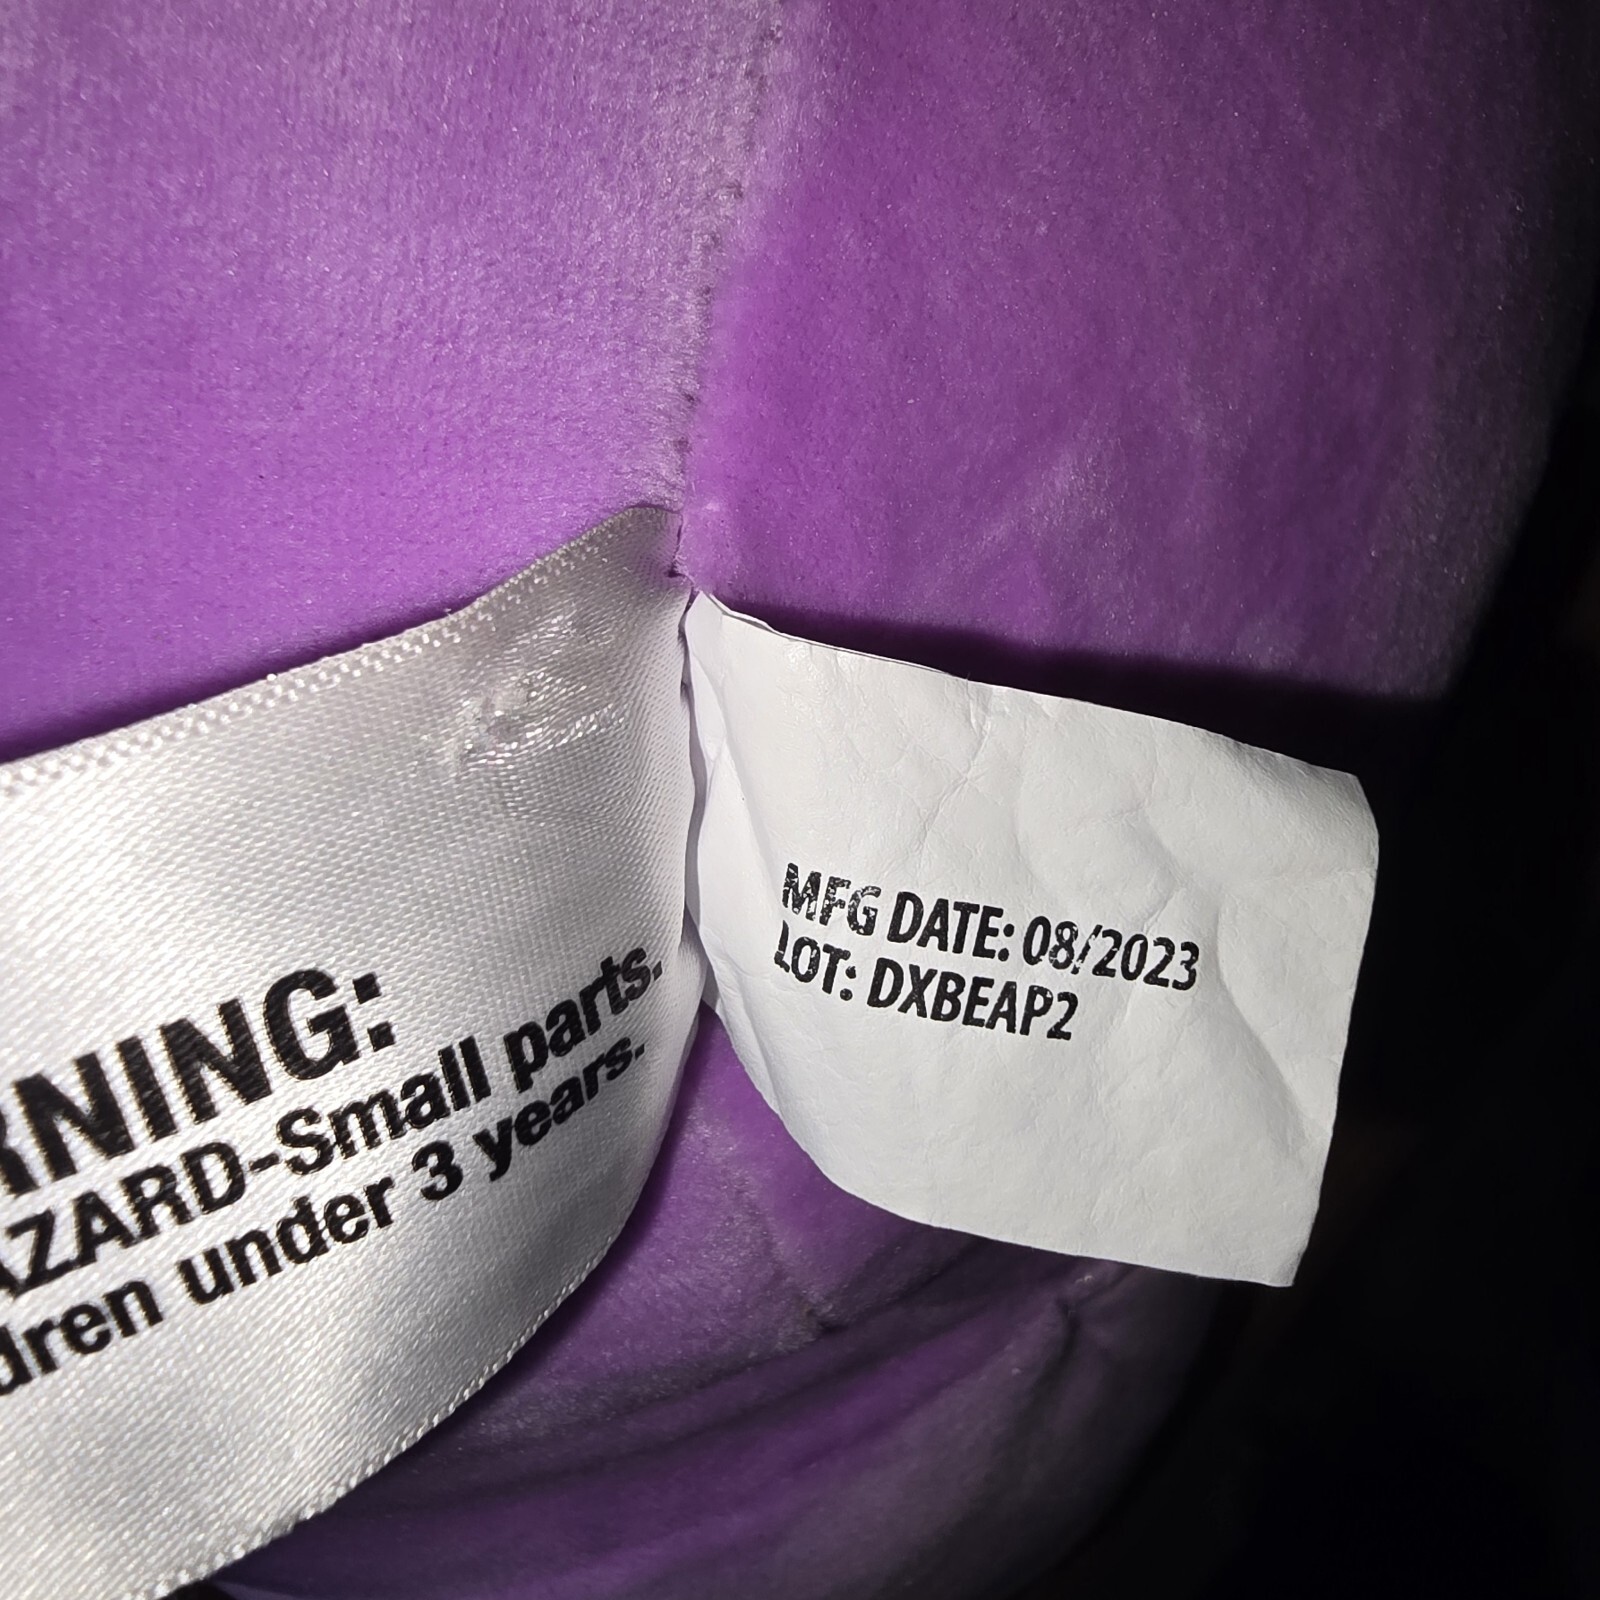 RNING:
AZARD-Small parts.
dren under 3 years.
MFG DATE: 08/2023
LOT: DXBEAP2